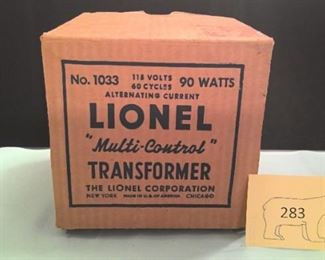 No. 1033 115 VOLTS 60 CYCLES 90 WATTS
ALTERNATING CURRENT
LIONEL
"Multi-Control"
TRANSFORMER
THE LIONEL CORPORATION
NEW YORK MADE IN U.S. OF AMERICA CHICAGO
283